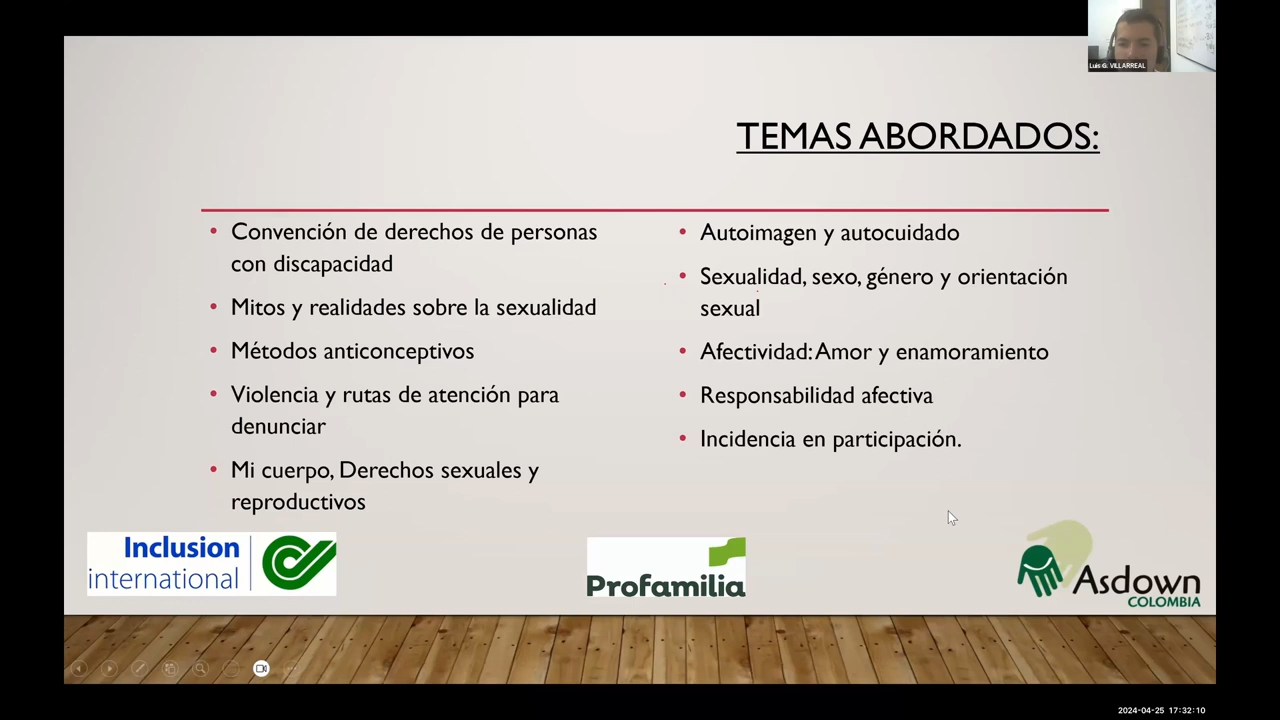 Luis G. VILLARREAL
TEMAS ABORDADOS:
• Convención de derechos de personas
con discapacidad
• Mitos y realidades sobre la sexualidad
• Métodos anticonceptivos
• Violencia y rutas de atención para
denunciar
• Mi cuerpo, Derechos sexuales y
reproductivos
• Autoimagen y autocuidado
• Sexualidad, sexo, género y orientación
sexual
• Afectividad: Amor y enamoramiento
• Responsabilidad afectiva
• Incidencia en participación.
Inclusion
international
Profamilia
Asdown
COLOMBIA
2024-04-25 17:32:10